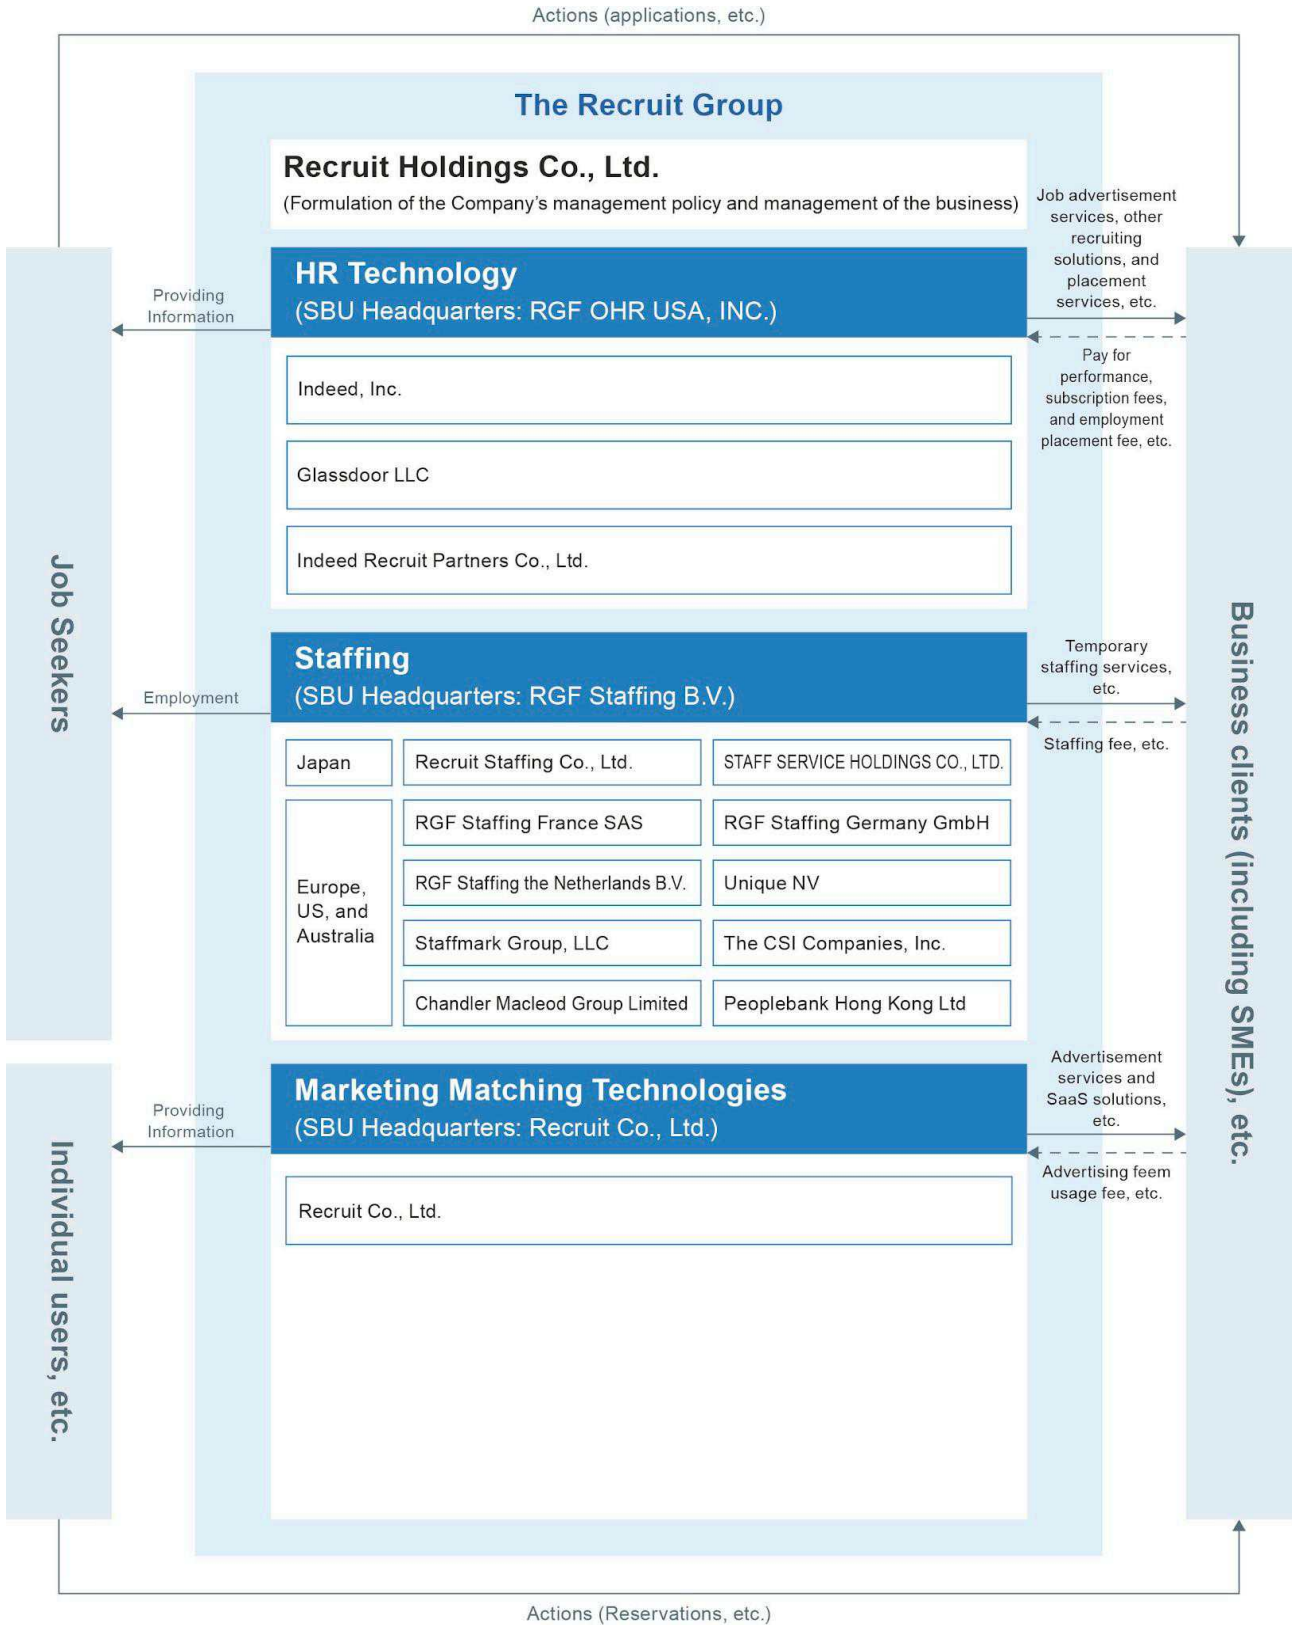 Actions (applications, etc.)
The Recruit Group
Recruit Holdings Co., Ltd.
(Formulation of the Company's management policy and management of the business)
Job advertisement
services, other
recruiting
solutions, and
placement
services, etc.
HR Technology
(SBU Headquarters: RGF OHR USA, INC.)
Providing
Information
Pay for
performance,
subscription fees,
and employment
placement fee, etc.
Indeed, Inc.
Glassdoor LLC
Indeed Recruit Partners Co., Ltd.
Job Seekers
Business clients (including SMEs), etc.
Staffing
(SBU Headquarters: RGF Staffing B.V.)
Employment
Temporary
staffing services,
etc.
Staffing fee, etc.
Japan
Recruit Staffing Co., Ltd.
STAFF SERVICE HOLDINGS CO., LTD.
Europe,
US, and
Australia
RGF Staffing France SAS
RGF Staffing Germany GmbH
RGF Staffing the Netherlands B.V.
Unique NV
Staffmark Group, LLC
The CSI Companies, Inc.
Chandler Macleod Group Limited
Peoplebank Hong Kong Ltd
Marketing Matching Technologies
(SBU Headquarters: Recruit Co., Ltd.)
Providing
Information
Advertisement
services and
SaaS solutions,
etc.
Advertising feem
usage fee, etc.
Recruit Co., Ltd.
Individual users, etc.
Actions (Reservations, etc.)